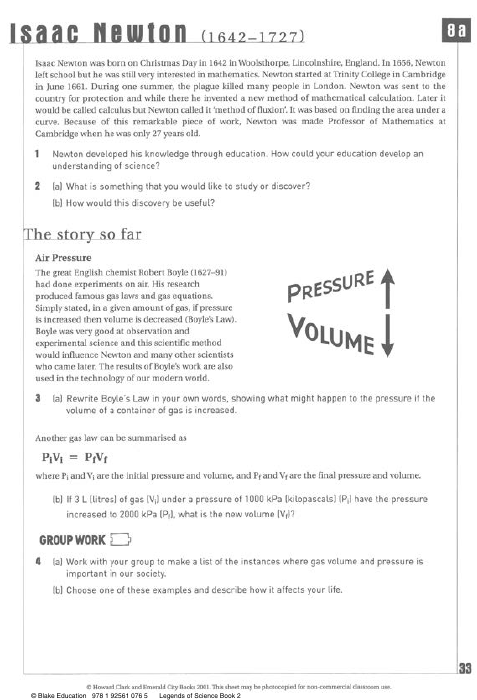 Isaac Newton (1642–1727)
8a
Isaac Newton was born on Christmas Day in 1642 in Woolsthorpe, Lincolnshire, England. In 1656, Newton
left school but he was still very interested in mathematics. Newton started at Trinity College in Cambridge
in June 1661. During one summer, the plague killed many people in London. Newton was sent to the
country for protection and while there he invented a new method of mathematical calculation. Later it
would be called calculus but Newton called it 'method of fluxion'. It was based on finding the area under a
curve. Because of this remarkable piece of work, Newton was made Professor of Mathematics at
Cambridge when he was only 27 years old.
1 Newton developed his knowledge through education. How could your education develop an
understanding of science?
2 (a) What is something that you would like to study or discover?
(b) How would this discovery be useful?
The story so far
Air Pressure
The great English chemist Robert Boyle (1627–91)
had done experiments on air. His research
produced famous gas laws and gas equations.
Simply stated, in a given amount of gas, if pressure
is increased then volume is decreased (Boyle's Law).
Boyle was very good at observation and
experimental science and this scientific method
would influence Newton and many other scientists
who came later. The results of Boyle's work are also
used in the technology of our modern world.
PRESSURE
VOLUME
3 (a) Rewrite Boyle's Law in your own words, showing what might happen to the pressure if the
volume of a container of gas is increased.
Another gas law can be summarised as
PiVi = PfVf
where Pi and Vi are the initial pressure and volume, and Pf and Vf are the final pressure and volume.
(b) If 3 L (litres) of gas (Vi) under a pressure of 1000 kPa (kilopascals) (Pi) have the pressure
increased to 2000 kPa (Pf), what is the new volume (Vf)?
GROUP WORK
4 (a) Work with your group to make a list of the instances where gas volume and pressure is
important in our society.
(b) Choose one of these examples and describe how it affects your life.
33
© Howard Clark and Emerald City Books 2001. This sheet may be photocopied for non-commercial classroom use.
© Blake Education 978 1 92561 076 5 Legends of Science Book 2